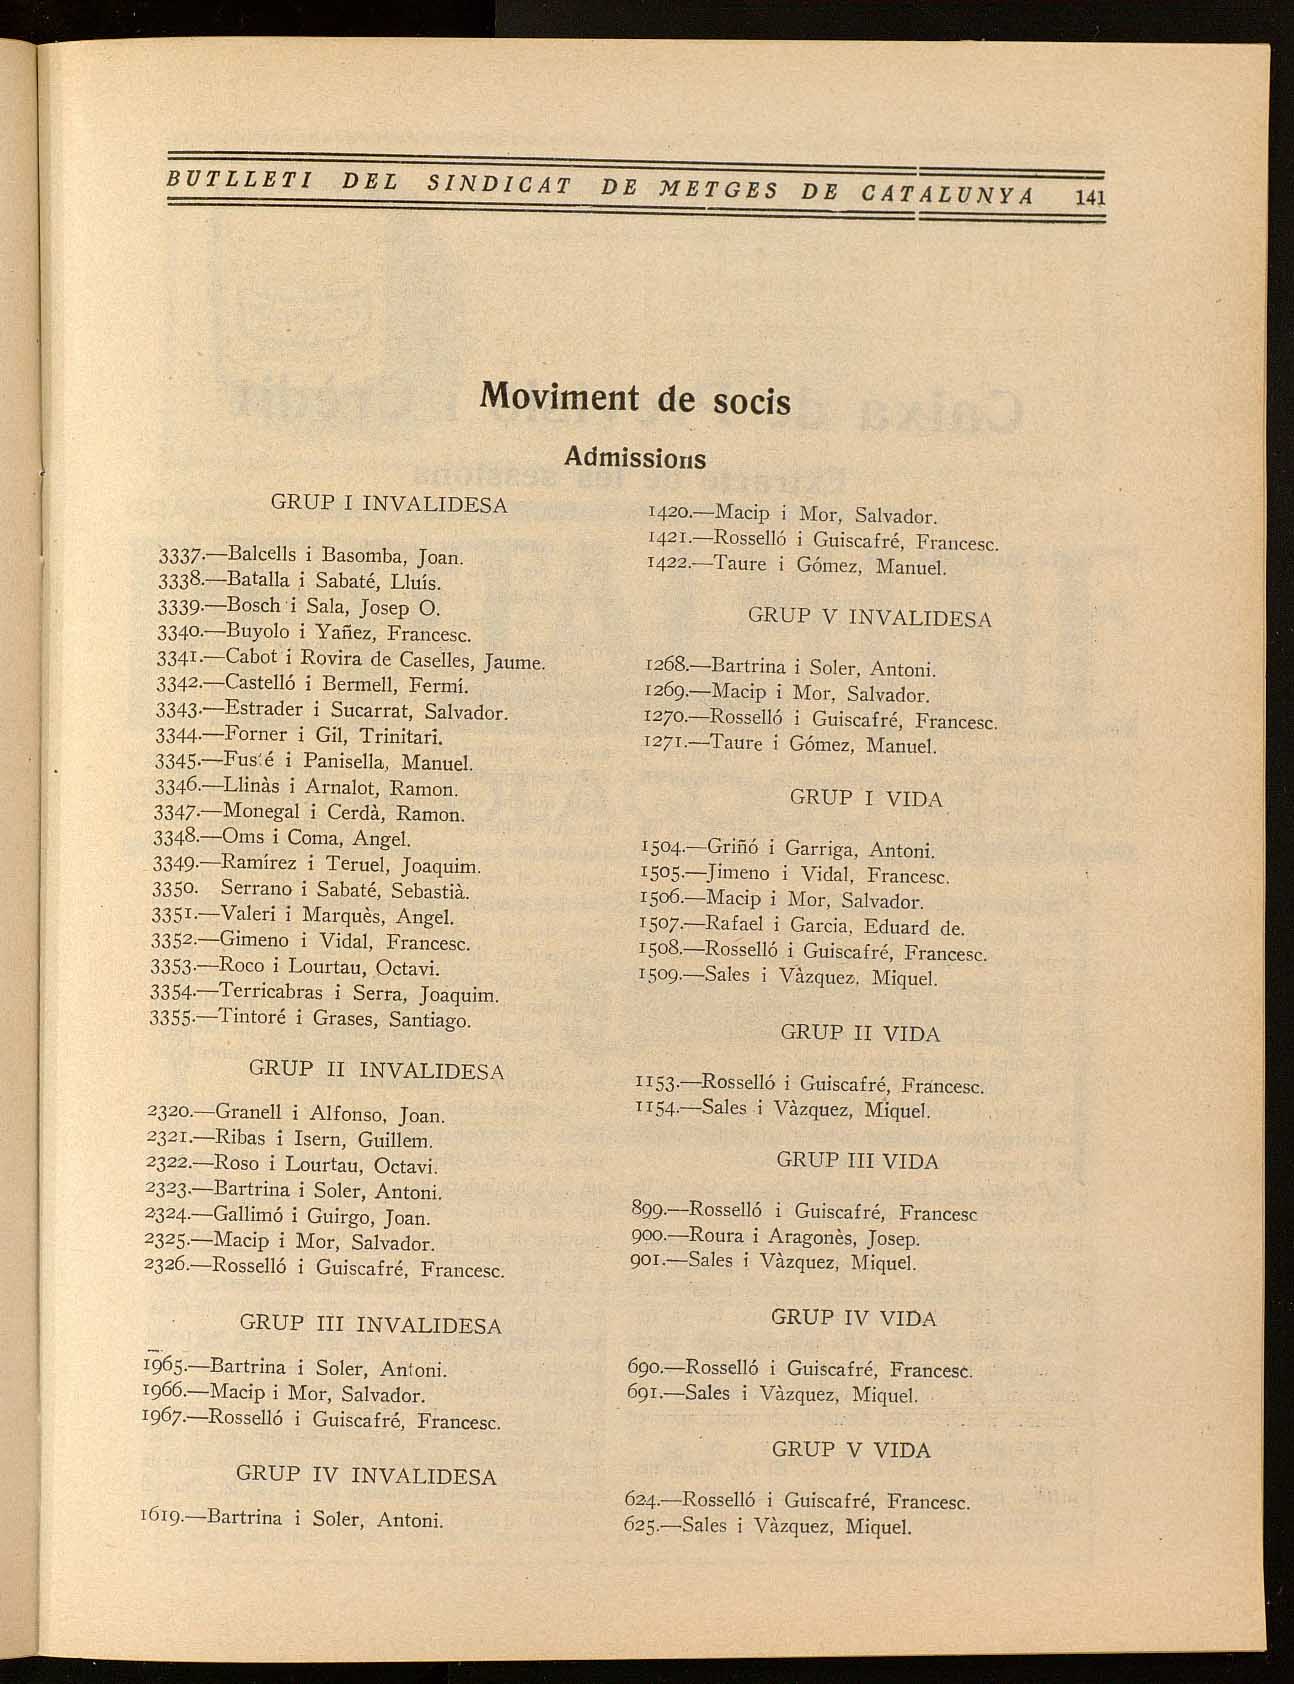 BUTLLETI DEL SINDICAT DE METGES DE CATALUNYA 141
Moviment de socis
Admissions
GRUP I INVALIDESA
3337.—Balcells i Basomba, Joan.
3338.—Batalla i Sabaté, Lluís.
3339.—Bosch i Sala, Josep O.
3340.—Buyolo i Yañez, Francesc.
3341.—Cabot i Rovira de Caselles, Jaume.
3342.—Castelló i Bermell, Fermí.
3343.—Estrader i Sucarrat, Salvador.
3344.—Forner i Gil, Trinitari.
3345.—Fusté i Panisella, Manuel.
3346.—Llinàs i Arnalot, Ramon.
3347.—Monegal i Cerdà, Ramon.
3348.—Oms i Coma, Angel.
3349.—Ramírez i Teruel, Joaquim.
3350. Serrano i Sabaté, Sebastià.
3351.—Valeri i Marquès, Angel.
3352.—Gimeno i Vidal, Francesc.
3353.—Roco i Lourtau, Octavi.
3354.—Terricabras i Serra, Joaquim.
3355.—Tintoré i Grases, Santiago.
GRUP II INVALIDESA
2320.—Granell i Alfonso, Joan.
2321.—Ribas i Isern, Guillem.
2322.—Roso i Lourtau, Octavi.
2323.—Bartrina i Soler, Antoni.
2324.—Gallimó i Guirgo, Joan.
2325.—Macip i Mor, Salvador.
2326.—Rosselló i Guiscafré, Francesc.
GRUP III INVALIDESA
1965.—Bartrina i Soler, Antoni.
1966.—Macip i Mor, Salvador.
1967.—Rosselló i Guiscafré, Francesc.
GRUP IV INVALIDESA
1619.—Bartrina i Soler, Antoni.
1420.—Macip i Mor, Salvador.
1421.—Rosselló i Guiscafré, Francesc.
1422.—Taure i Gómez, Manuel.
GRUP V INVALIDESA
1268.—Bartrina i Soler, Antoni.
1269.—Macip i Mor, Salvador.
1270.—Rosselló i Guiscafré, Francesc.
1271.—Taure i Gómez, Manuel.
GRUP I VIDA
1504.—Griñó i Garriga, Antoni.
1505.—Jimeno i Vidal, Francesc.
1506.—Macip i Mor, Salvador.
1507.—Rafael i Garcia, Eduard de.
1508.—Rosselló i Guiscafré, Francesc.
1509.—Sales i Vàzquez, Miquel.
GRUP II VIDA
1153.—Rosselló i Guiscafré, Francesc.
1154.—Sales i Vàzquez, Miquel.
GRUP III VIDA
899.—Rosselló i Guiscafré, Francesc
900.—Roura i Aragonès, Josep.
901.—Sales i Vàzquez, Miquel.
GRUP IV VIDA
690.—Rosselló i Guiscafré, Francesc.
691.—Sales i Vàzquez, Miquel.
GRUP V VIDA
624.—Rosselló i Guiscafré, Francesc.
625.—Sales i Vàzquez, Miquel.